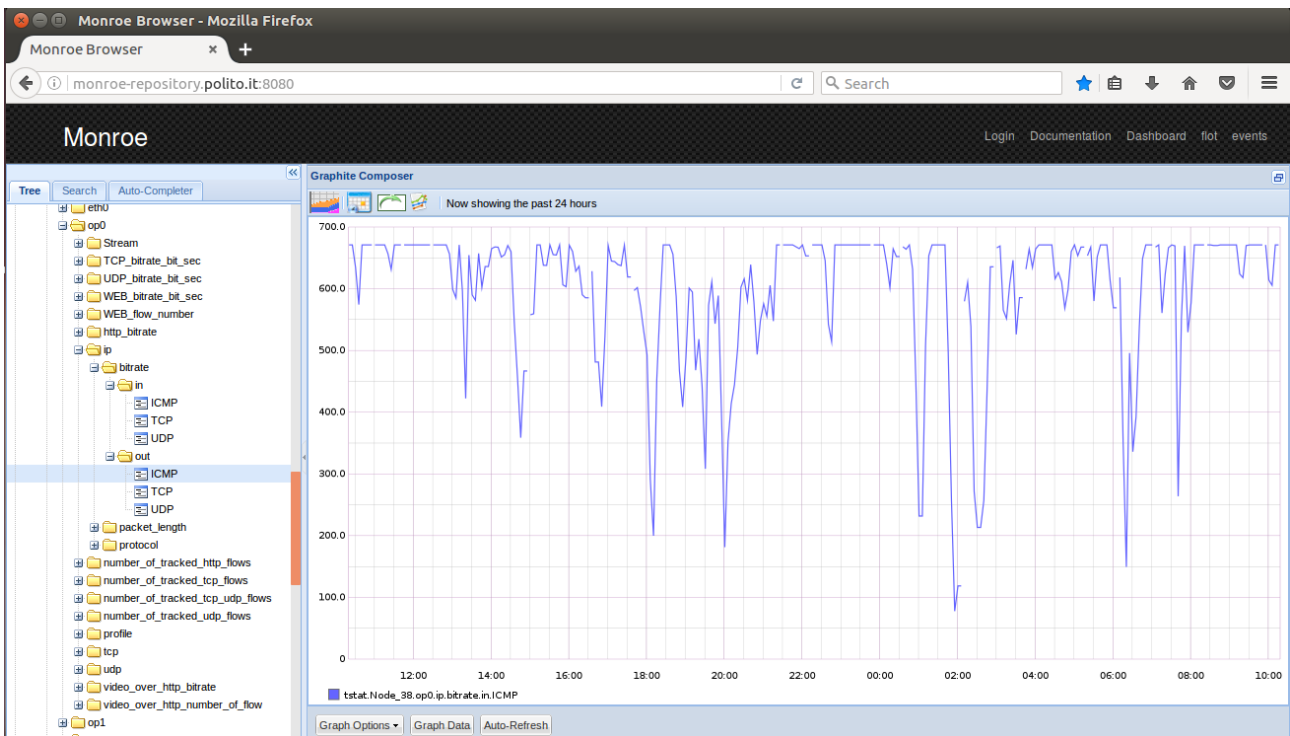 Monroe Browser - Mozilla Firefox
Monroe Browser × +
monroe-repository.polito.it:8080
Search
Monroe
Login Documentation Dashboard flot events
Tree Search Auto-Completer
eth0
op0
Stream
TCP_bitrate_bit_sec
UDP_bitrate_bit_sec
WEB_bitrate_bit_sec
WEB_flow_number
http_bitrate
ip
bitrate
in
ICMP
TCP
UDP
out
ICMP
TCP
UDP
packet_length
protocol
number_of_tracked_http_flows
number_of_tracked_tcp_flows
number_of_tracked_tcp_udp_flows
number_of_tracked_udp_flows
profile
tcp
udp
video_over_http_bitrate
video_over_http_number_of_flow
op1
Graphite Composer
Now showing the past 24 hours
700.0
600.0
500.0
400.0
300.0
200.0
100.0
0
12:00 14:00 16:00 18:00 20:00 22:00 00:00 02:00 04:00 06:00 08:00 10:00
tstat.Node_38.op0.ip.bitrate.in.ICMP
Graph Options Graph Data Auto-Refresh